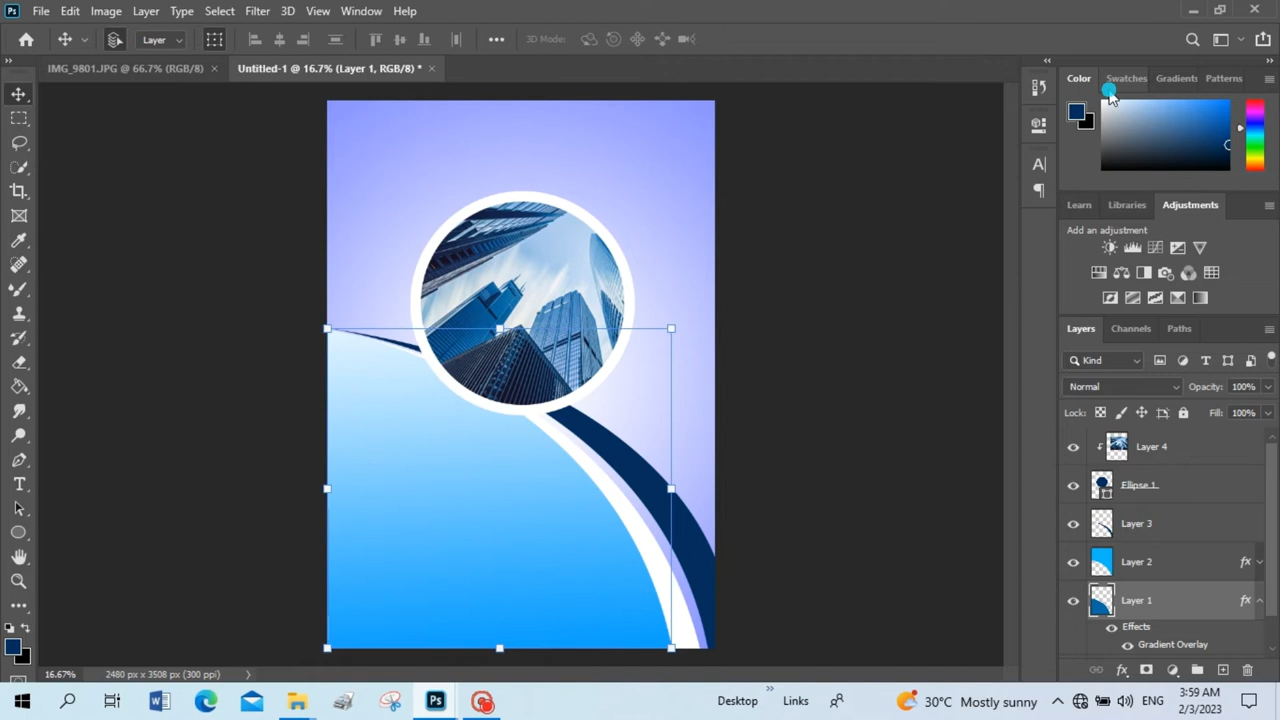 Ps File Edit Image Layer Type Select Filter 3D View Window Help
Layer 3D Mode:
IMG_9801.JPG @ 66.7% (RGB/8) × Untitled-1 @ 16.7% (Layer 1, RGB/8) * ×
Color Swatches Gradients Patterns
Learn Libraries Adjustments
Add an adjustment
Layers Channels Paths
Kind
Normal Opacity: 100%
Lock: Fill: 100%
Layer 4
Ellipse 1
Layer 3
Layer 2 fx
Layer 1 fx
Effects
Gradient Overlay
16.67% 2480 px x 3508 px (300 ppi)
fx
Desktop Links 30°C Mostly sunny ENG
3:59 AM
2/3/2023